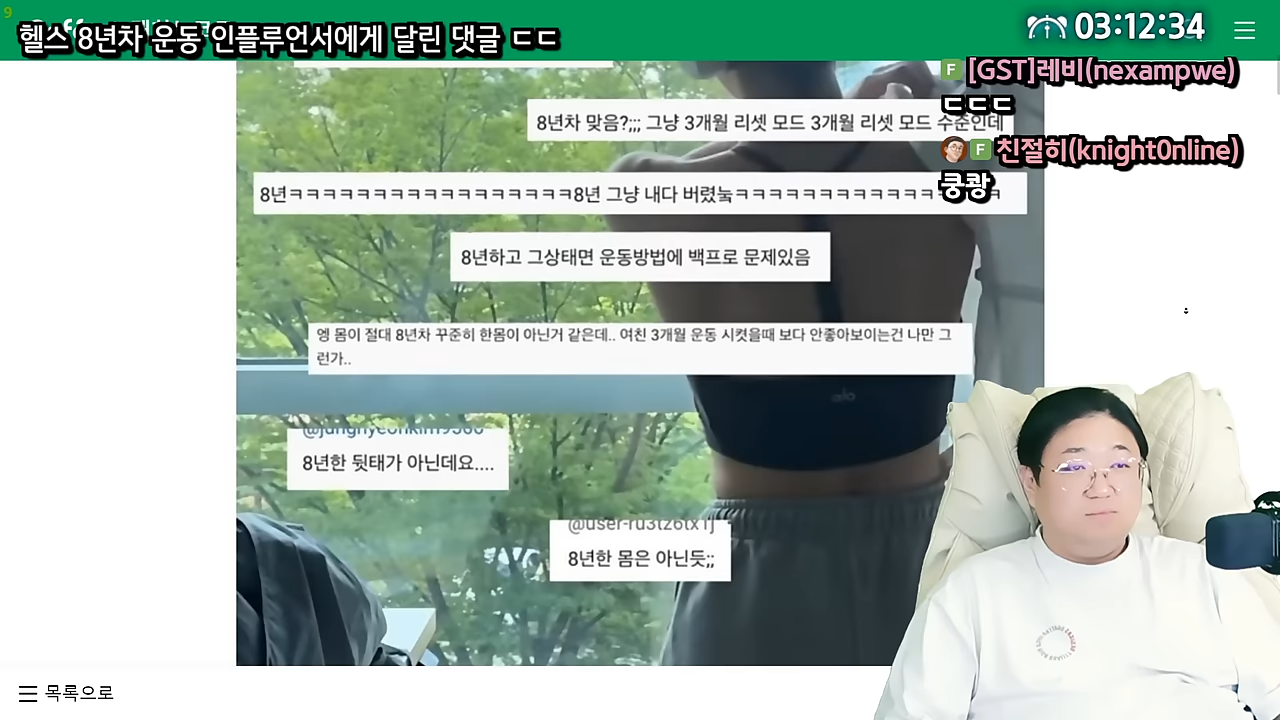 9
헬스 8년차 운동 인플루언서에게 달린 댓글 ㄷㄷ
03:12:34
F [GST]레비(nexampwe)
ㄷㄷㄷ
F 친절히(knight0nline)
쿵쾅
8년차 맞음?;;; 그냥 3개월 리셋 모드 3개월 리셋 모드 수준인데
8년ㅋㅋㅋㅋㅋㅋㅋㅋㅋㅋㅋㅋㅋㅋㅋㅋㅋ8년 그냥 내다 버렸눜ㅋㅋㅋㅋㅋㅋㅋㅋㅋㅋㅋㅋ
8년하고 그상태면 운동방법에 백프로 문제있음
엥 몸이 절대 8년차 꾸준히 한몸이 아닌거 같은데.. 여친 3개월 운동 시켯을때 보다 안좋아보이는건 나만 그
런가..
alo
8년한 뒷태가 아닌데요....
8년한 몸은 아닌듯;;
목록으로